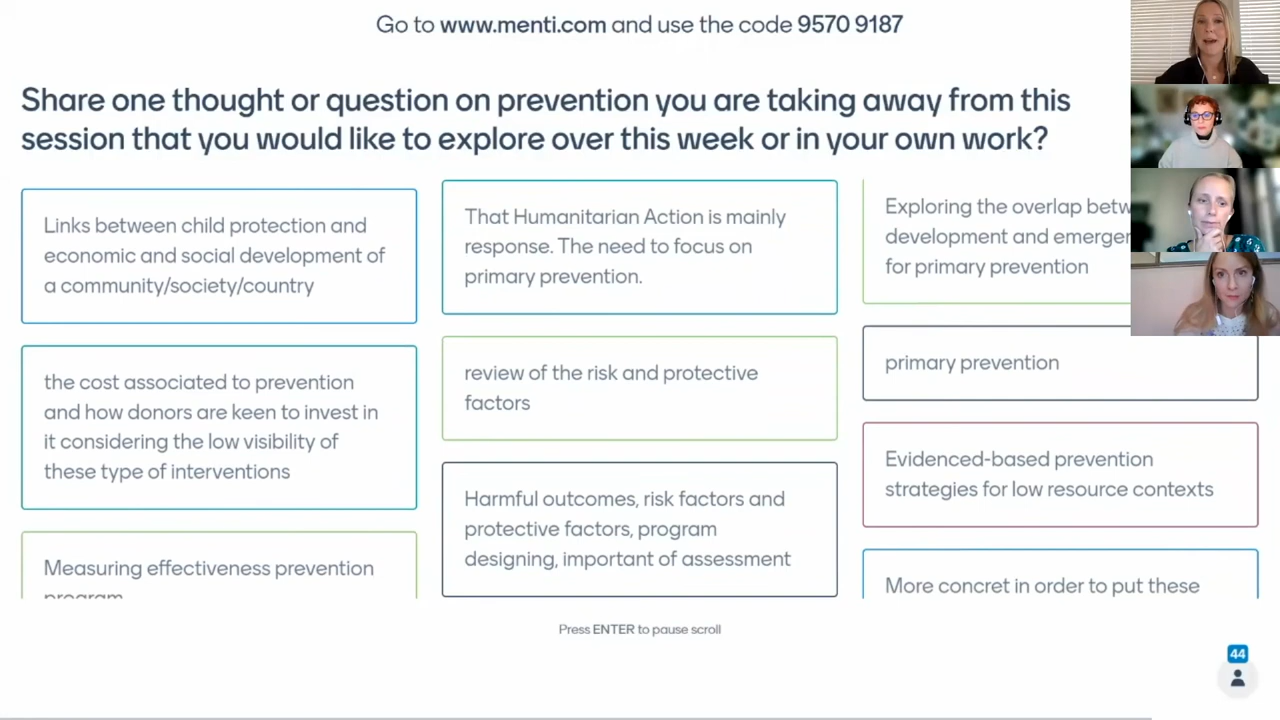 Go to www.menti.com and use the code 9570 9187
Share one thought or question on prevention you are taking away from this
session that you would like to explore over this week or in your own work?
Links between child protection and
economic and social development of
a community/society/country
the cost associated to prevention
and how donors are keen to invest in
it considering the low visibility of
these type of interventions
Measuring effectiveness prevention
program
That Humanitarian Action is mainly
response. The need to focus on
primary prevention.
review of the risk and protective
factors
Harmful outcomes, risk factors and
protective factors, program
designing, important of assessment
Exploring the overlap betw
development and emerger
for primary prevention
primary prevention
Evidenced-based prevention
strategies for low resource contexts
More concret in order to put these
Press ENTER to pause scroll
44